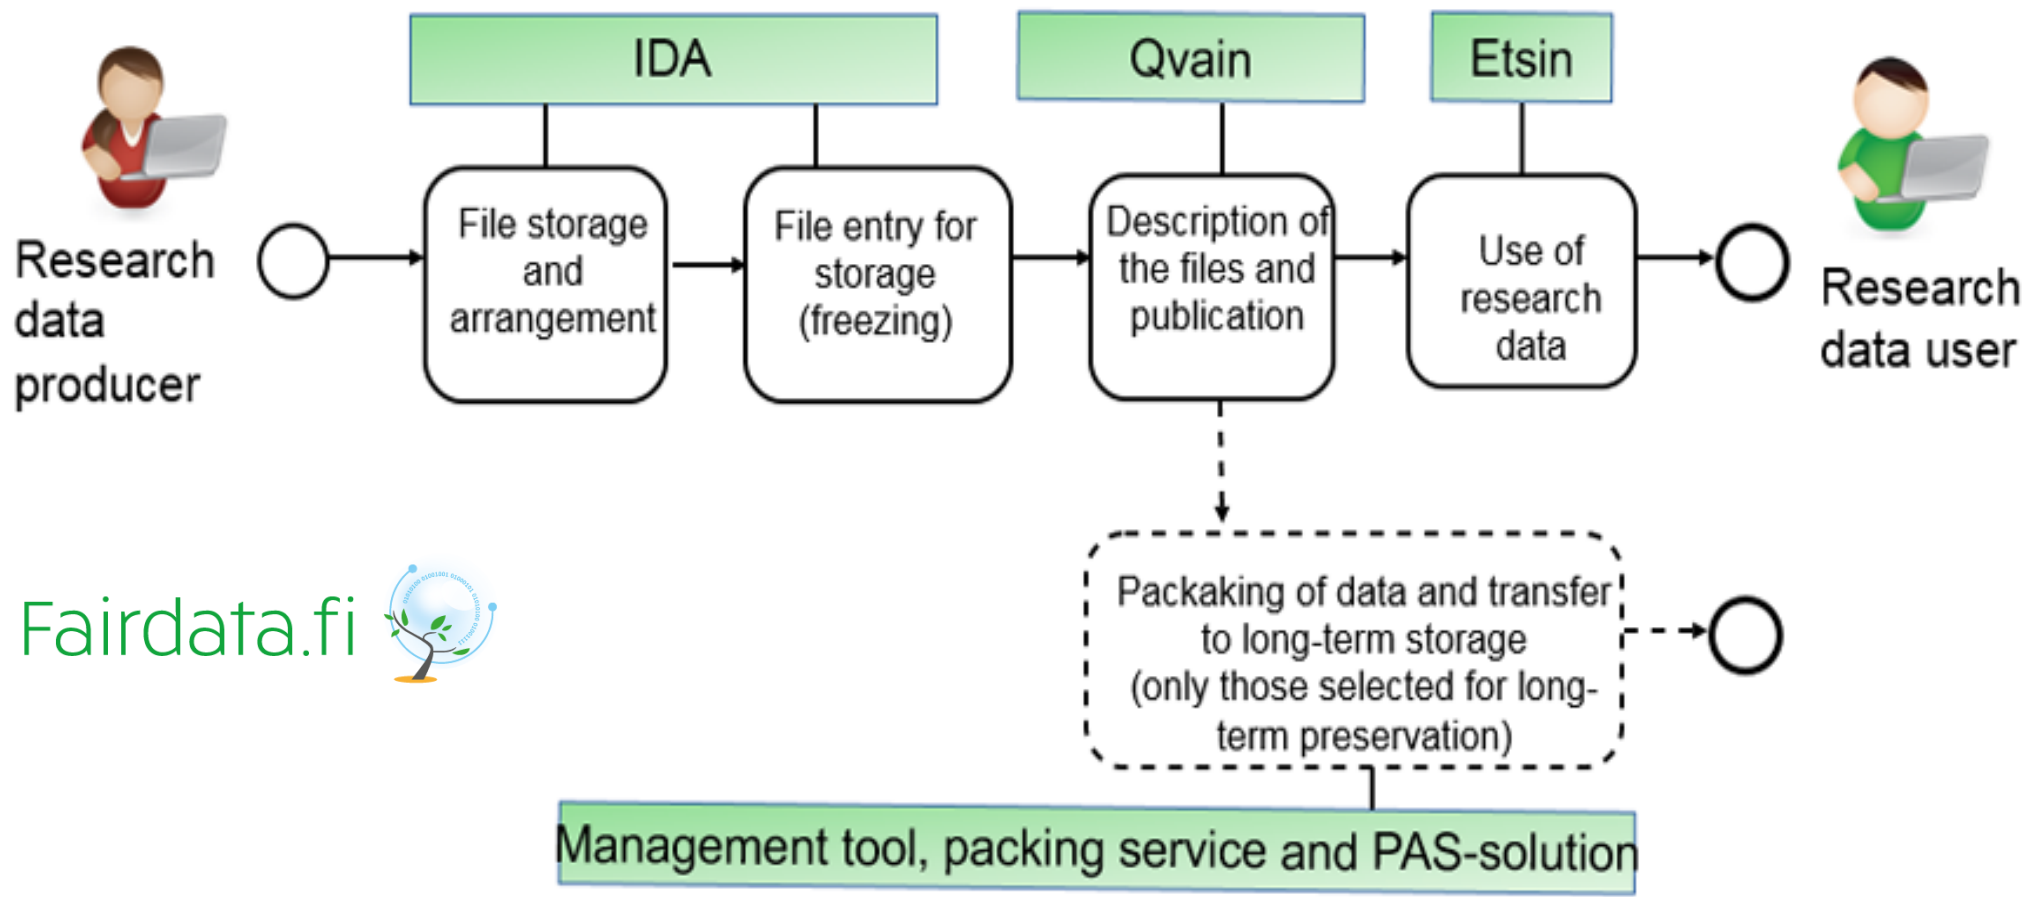 IDA
Qvain
Etsin
Research
data
producer
File storage
and
arrangement
File entry for
storage
(freezing)
Description of
the files and
publication
Use of
research
data
Research
data user
Fairdata.fi
Packaking of data and transfer
to long-term storage
(only those selected for long-
term preservation)
Management tool, packing service and PAS-solution